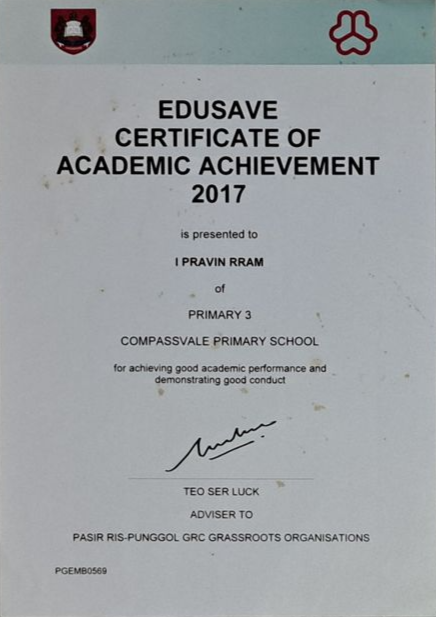 EDUSAVE
CERTIFICATE OF
ACADEMIC ACHIEVEMENT
2017
is presented to
I PRAVIN RRAM
of
PRIMARY 3
COMPASSVALE PRIMARY SCHOOL
for achieving good academic performance and
demonstrating good conduct
TEO SER LUCK
ADVISER TO
PASIR RIS-PUNGGOL GRC GRASSROOTS ORGANISATIONS
PGEMB0569